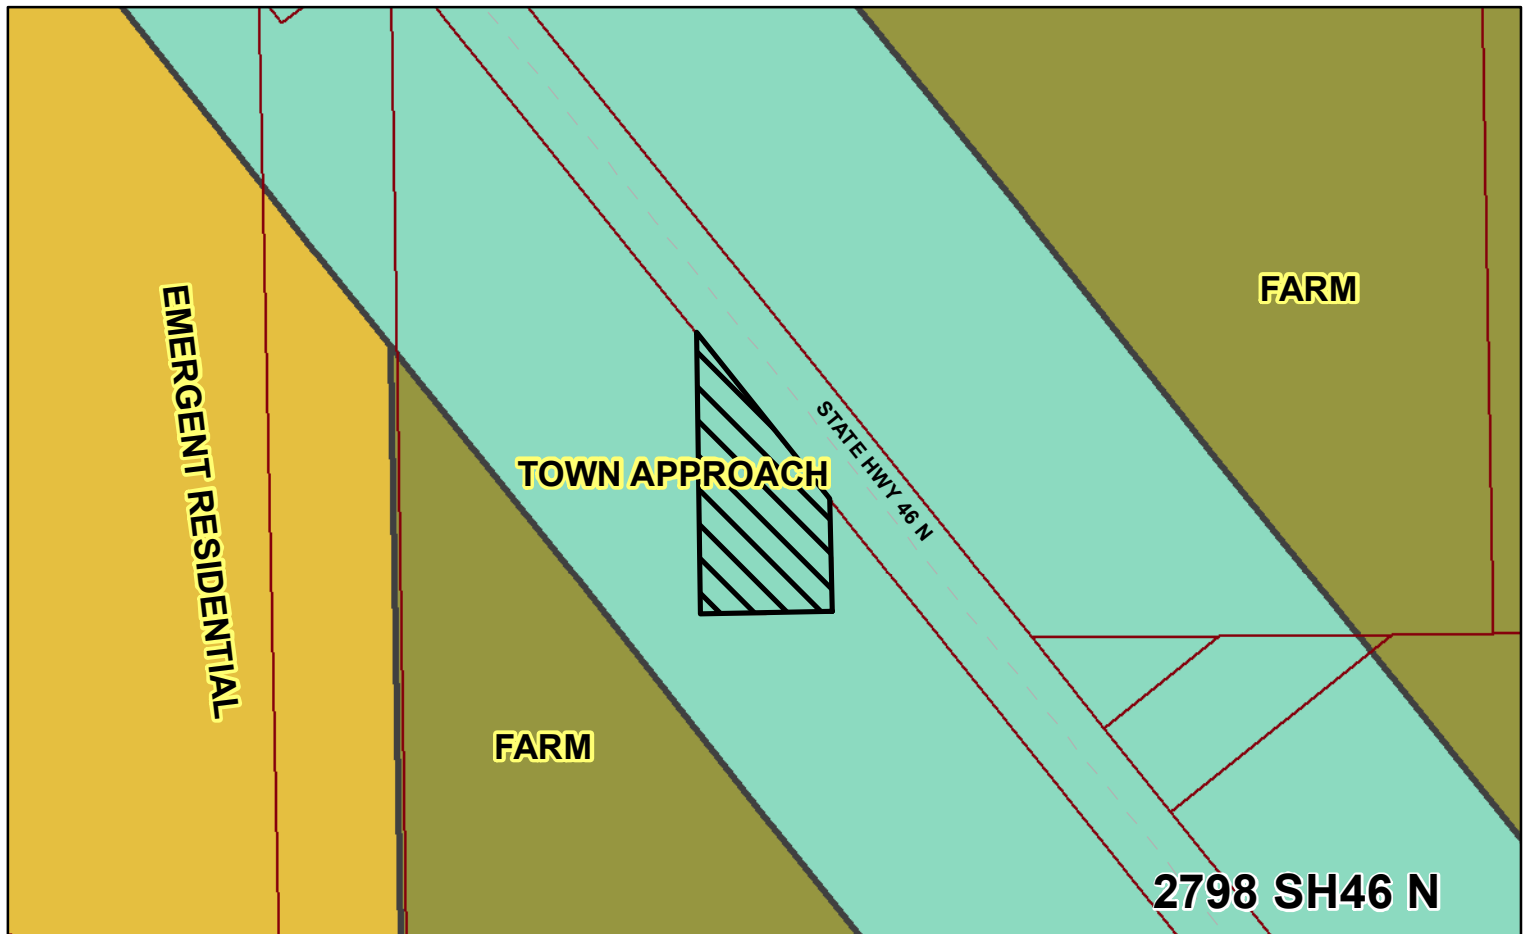 FARM
EMERGENT RESIDENTIAL
STATE HWY 46 N
TOWN APPROACH
FARM
2798 SH46 N